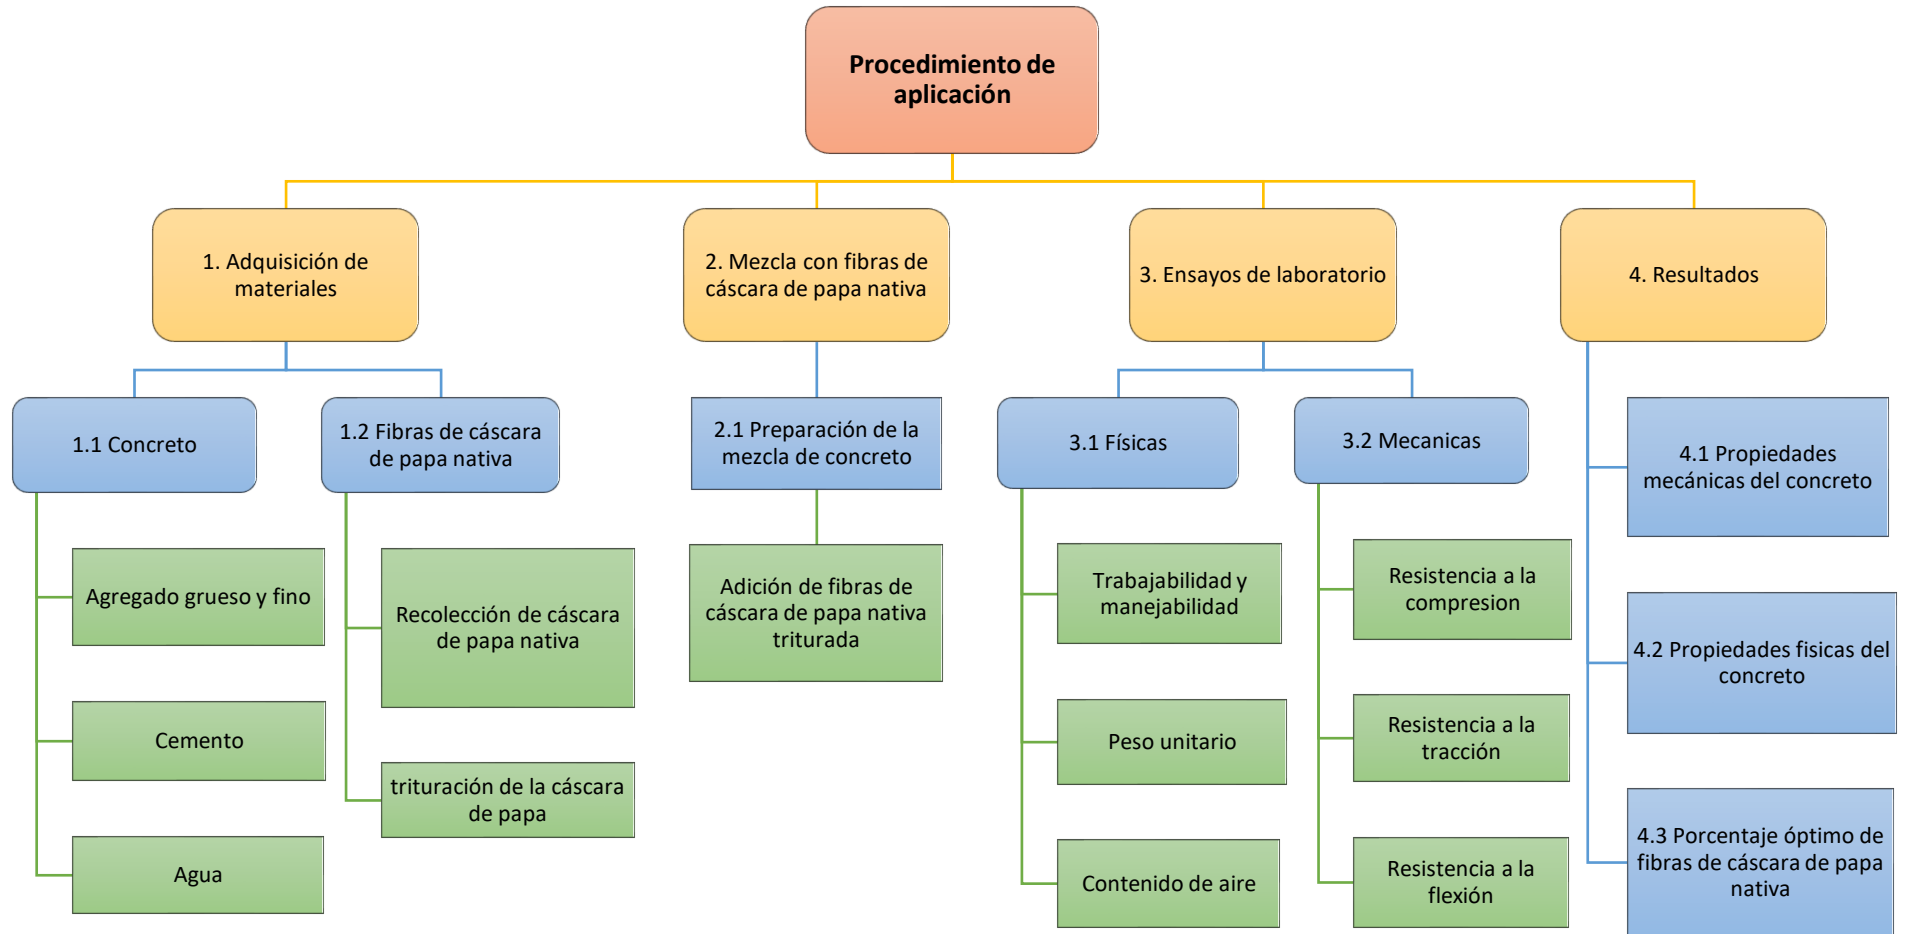 Procedimiento de
aplicación
1. Adquisición de
materiales
2. Mezcla con fibras de
cáscara de papa nativa
3. Ensayos de laboratorio
4. Resultados
1.1 Concreto
1.2 Fibras de cáscara
de papa nativa
2.1 Preparación de la
mezcla de concreto
3.1 Físicas
3.2 Mecanicas
4.1 Propiedades
mecánicas del concreto
Agregado grueso y fino
Recolección de cáscara
de papa nativa
Adición de fibras de
cáscara de papa nativa
triturada
Trabajabilidad y
manejabilidad
Resistencia a la
compresion
4.2 Propiedades fisicas del
concreto
Cemento
trituración de la cáscara
de papa
Peso unitario
Resistencia a la
tracción
4.3 Porcentaje óptimo de
fibras de cáscara de papa
nativa
Agua
Contenido de aire
Resistencia a la
flexión